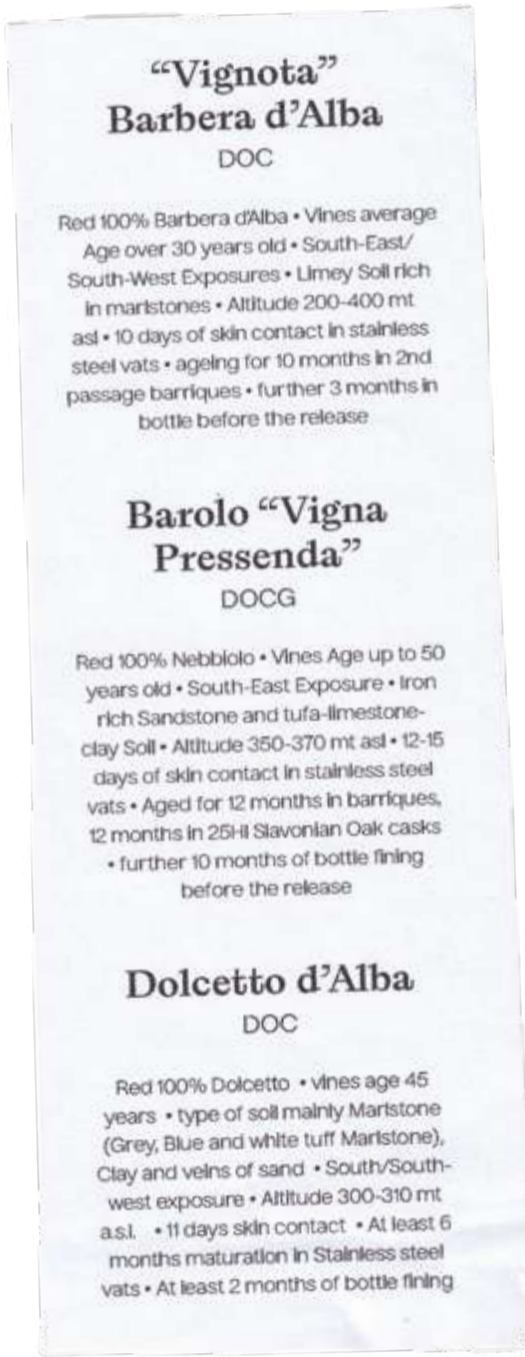 “Vignota”
Barbera d’Alba
DOC
Red 100% Barbera d'Alba • Vines average
Age over 30 years old • South-East/
South-West Exposures • Limey Soil rich
in marlstones • Altitude 200-400 mt
asl • 10 days of skin contact in stainless
steel vats • ageing for 10 months in 2nd
passage barriques • further 3 months in
bottle before the release
Barolo “Vigna
Pressenda”
DOCG
Red 100% Nebbiolo • Vines Age up to 50
years old • South-East Exposure • Iron
rich Sandstone and tufa-limestone-
clay Soil • Altitude 350-370 mt asl • 12-15
days of skin contact in stainless steel
vats • Aged for 12 months in barriques,
12 months in 25Hl Slavonian Oak casks
• further 10 months of bottle fining
before the release
Dolcetto d’Alba
DOC
Red 100% Dolcetto • vines age 45
years • type of soil mainly Marlstone
(Grey, Blue and white tuff Marlstone),
Clay and veins of sand • South/South-
west exposure • Altitude 300-310 mt
a.s.l. • 11 days skin contact • At least 6
months maturation in Stainless steel
vats • At least 2 months of bottle fining